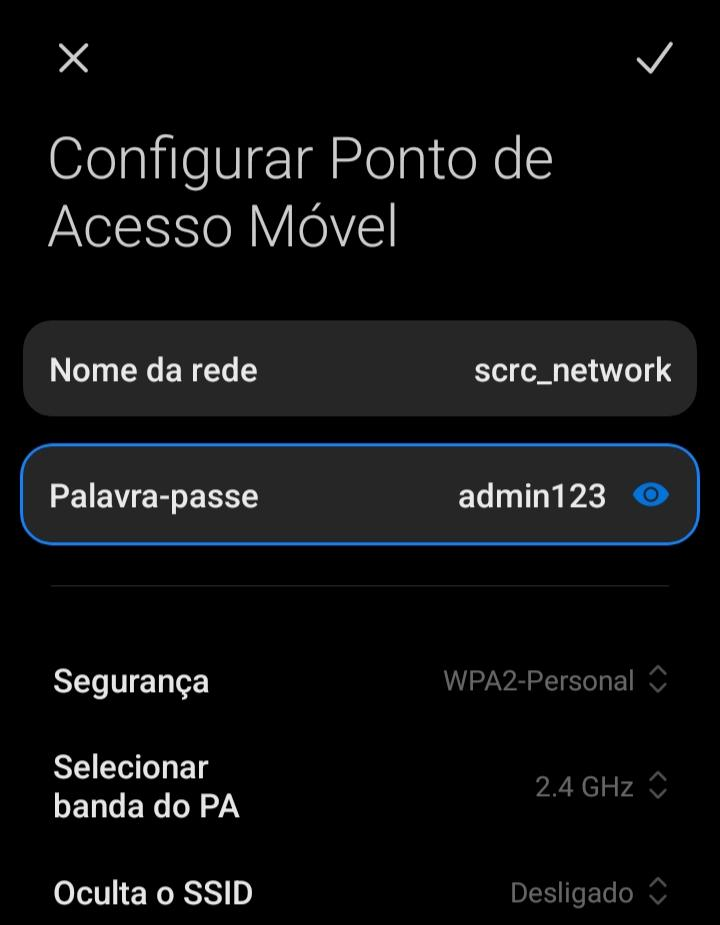 Configurar Ponto de
Acesso Móvel
Nome da rede scrc_network
Palavra-passe admin123
Segurança WPA2-Personal
Selecionar
banda do PA 2.4 GHz
Oculta o SSID Desligado